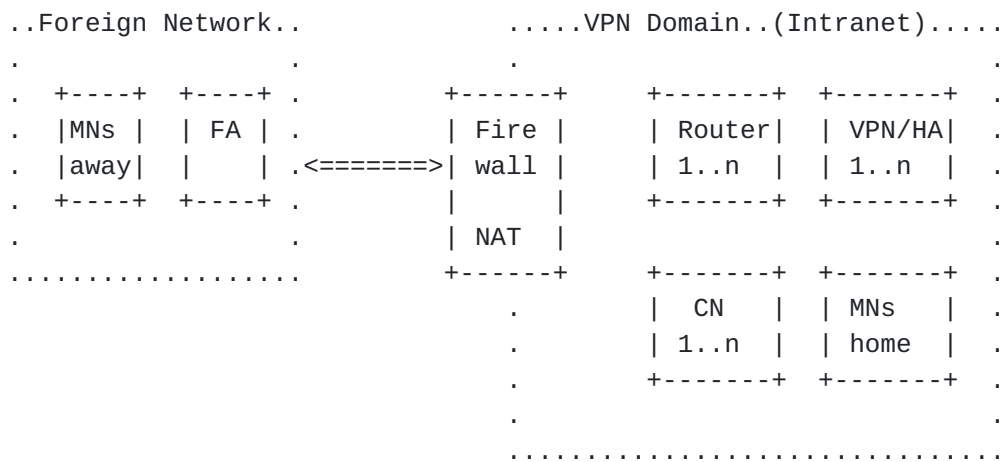 ..Foreign Network..             .....VPN Domain..(Intranet).....
.                 .             .                              .
.  +----+  +----+ .         +------+     +-------+  +-------+  .
.  |MNs |  | FA | .         | Fire |     | Router|  | VPN/HA|  .
.  |away|  |    | .<=======>| wall |     | 1..n  |  | 1..n  |  .
.  +----+  +----+ .         |      |     +-------+  +-------+  .
.                 .         | NAT  |                           .
...................         +------+     +-------+  +-------+  .
                                .        |  CN   |  | MNs   |  .
                                .        | 1..n  |  | home  |  .
                                .        +-------+  +-------+  .
                                .                              .
                                ................................